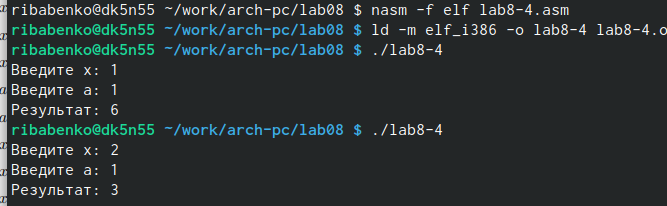 ribabenko@dk5n55 ~/work/arch-pc/lab08 $ nasm -f elf lab8-4.asm
ribabenko@dk5n55 ~/work/arch-pc/lab08 $ ld -m elf_i386 -o lab8-4 lab8-4.o
ribabenko@dk5n55 ~/work/arch-pc/lab08 $ ./lab8-4
Введите x: 1
Введите а: 1
Результат: 6
ribabenko@dk5n55 ~/work/arch-pc/lab08 $ ./lab8-4
Введите x: 2
Введите а: 1
Результат: 3